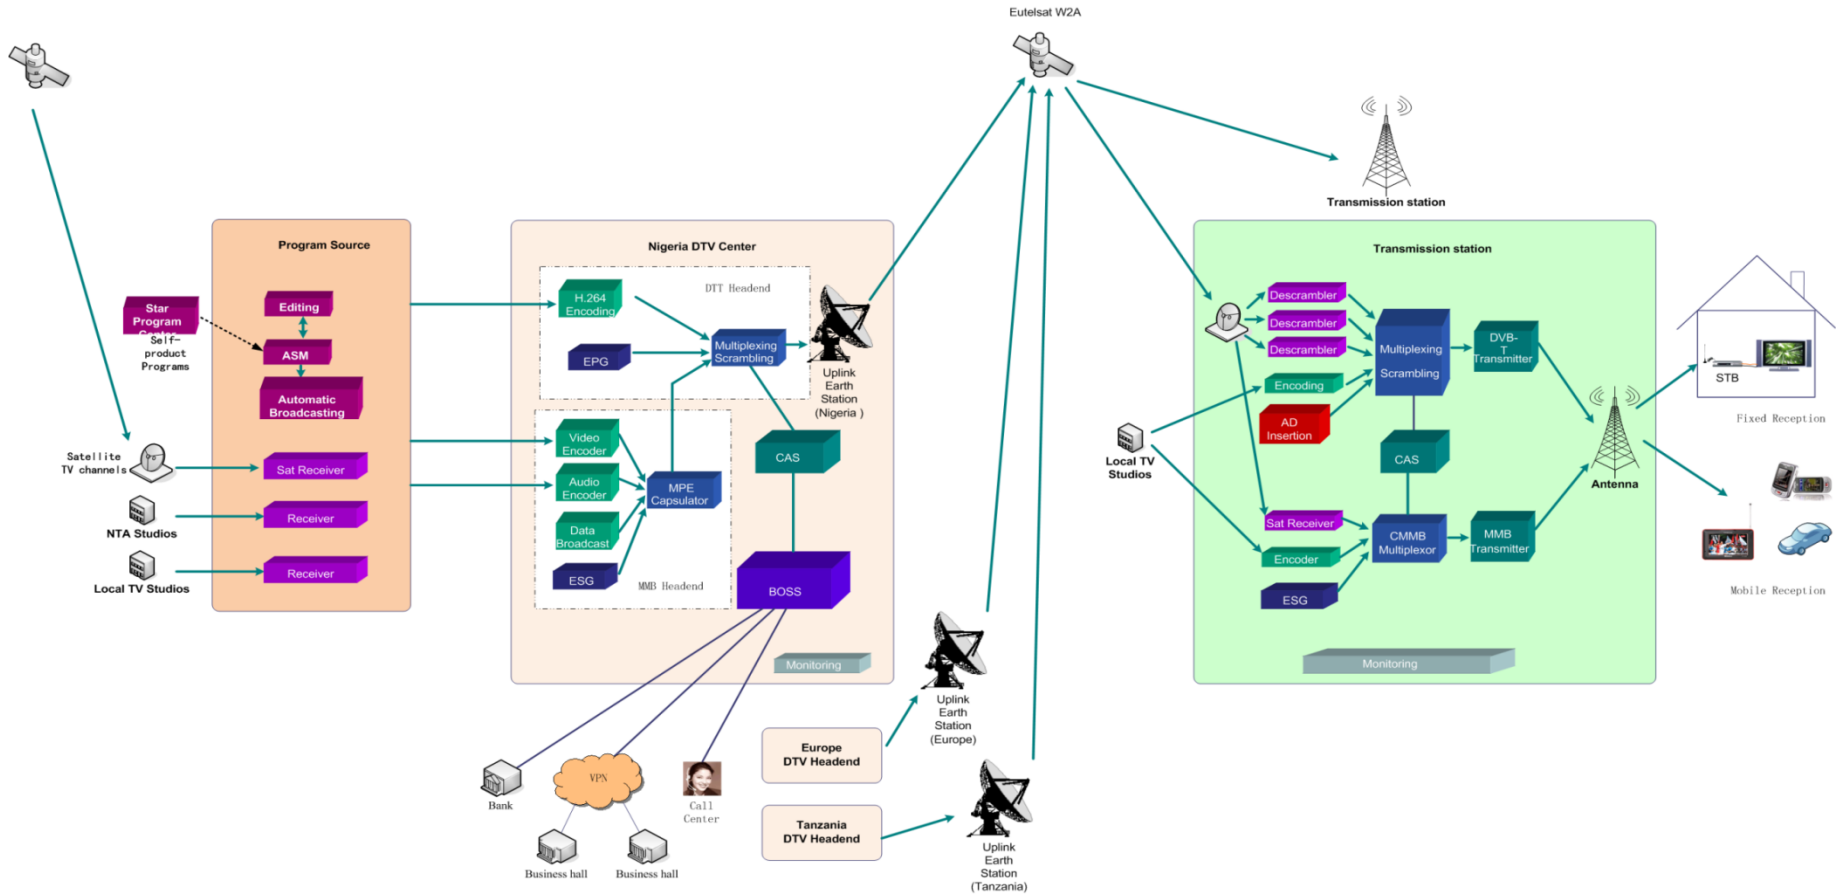 Eutelsat W2A
Transmission station
Program Source
Star
Program
Center
Self-
product
Programs
Editing
ASM
Automatic
Broadcasting
Satellite
TV channels
Sat Receiver
NTA Studios
Receiver
Local TV Studios
Receiver
Nigeria DTV Center
DTT Headend
H.264
Encoding
EPG
Multiplexing
Scrambling
Uplink
Earth
Station
(Nigeria )
Video
Encoder
Audio
Encoder
Data
Broadcast
ESG
MPE
Capsulator
MMB Headend
CAS
BOSS
Monitoring
Bank
VPN
Call
Center
Business hall
Business hall
Europe
DTV Headend
Uplink
Earth
Station
(Europe)
Tanzania
DTV Headend
Uplink
Earth
Station
(Tanzania)
Transmission station
Descrambler
Descrambler
Descrambler
Encoding
AD
Insertion
Multiplexing
Scrambling
DVB-
T
Transmitter
Local TV
Studios
CAS
Sat Receiver
Encoder
ESG
CMMB
Multiplexor
MMB
Transmitter
Monitoring
Antenna
STB
Fixed Reception
Mobile Reception